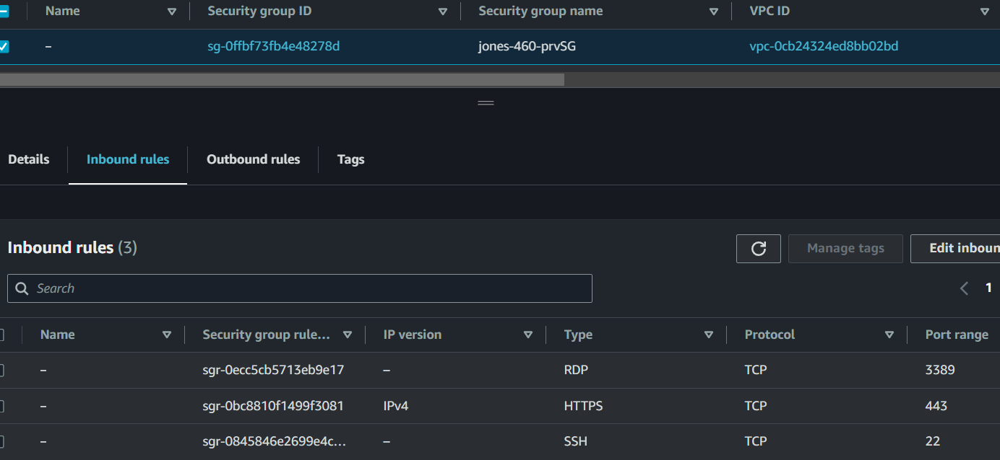 Name Security group ID Security group name VPC ID
– sg-0ffbf73fb4e48278d jones-460-prvSG vpc-0cb24324ed8bb02bd
Details Inbound rules Outbound rules Tags
Inbound rules (3) Manage tags Edit inboun
Search
1
Name Security group rule... IP version Type Protocol Port range
– sgr-0ecc5cb5713eb9e17 – RDP TCP 3389
– sgr-0bc8810f1499f3081 IPv4 HTTPS TCP 443
– sgr-0845846e2699e4c... – SSH TCP 22